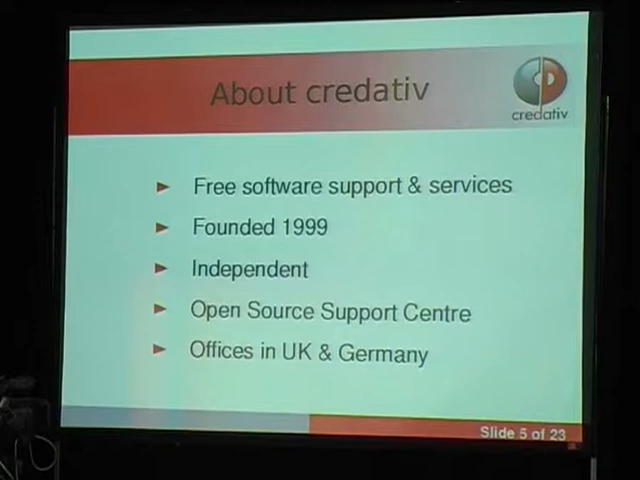 About credativ
credativ
Free software support & services
Founded 1999
Independent
Open Source Support Centre
Offices in UK & Germany
Slide 5 of 23